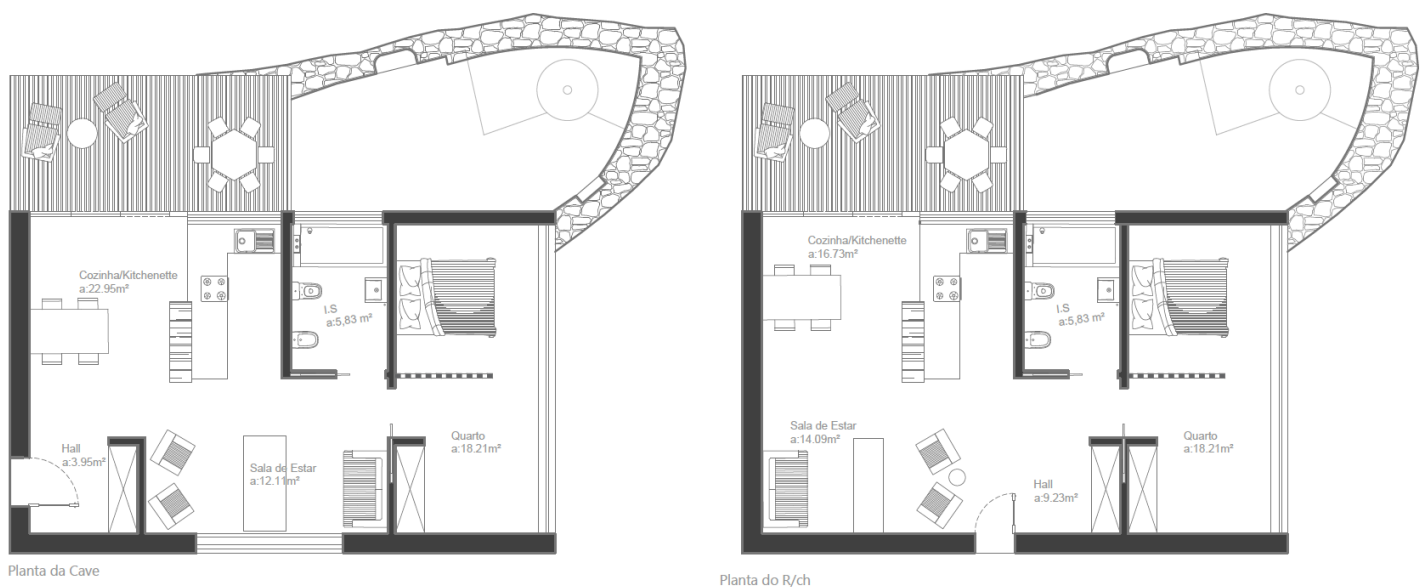 Cozinha/Kitchenette
a:22.95m²
I.S
a:5,83 m²
Hall
a:3.95m²
Sala de Estar
a:12.11m²
Quarto
a:18.21m²
Planta da Cave
Cozinha/Kitchenette
a:16.73m²
I.S
a:5,83 m²
Sala de Estar
a:14.09m²
Quarto
a:18.21m²
Hall
a:9.23m²
Planta do R/ch